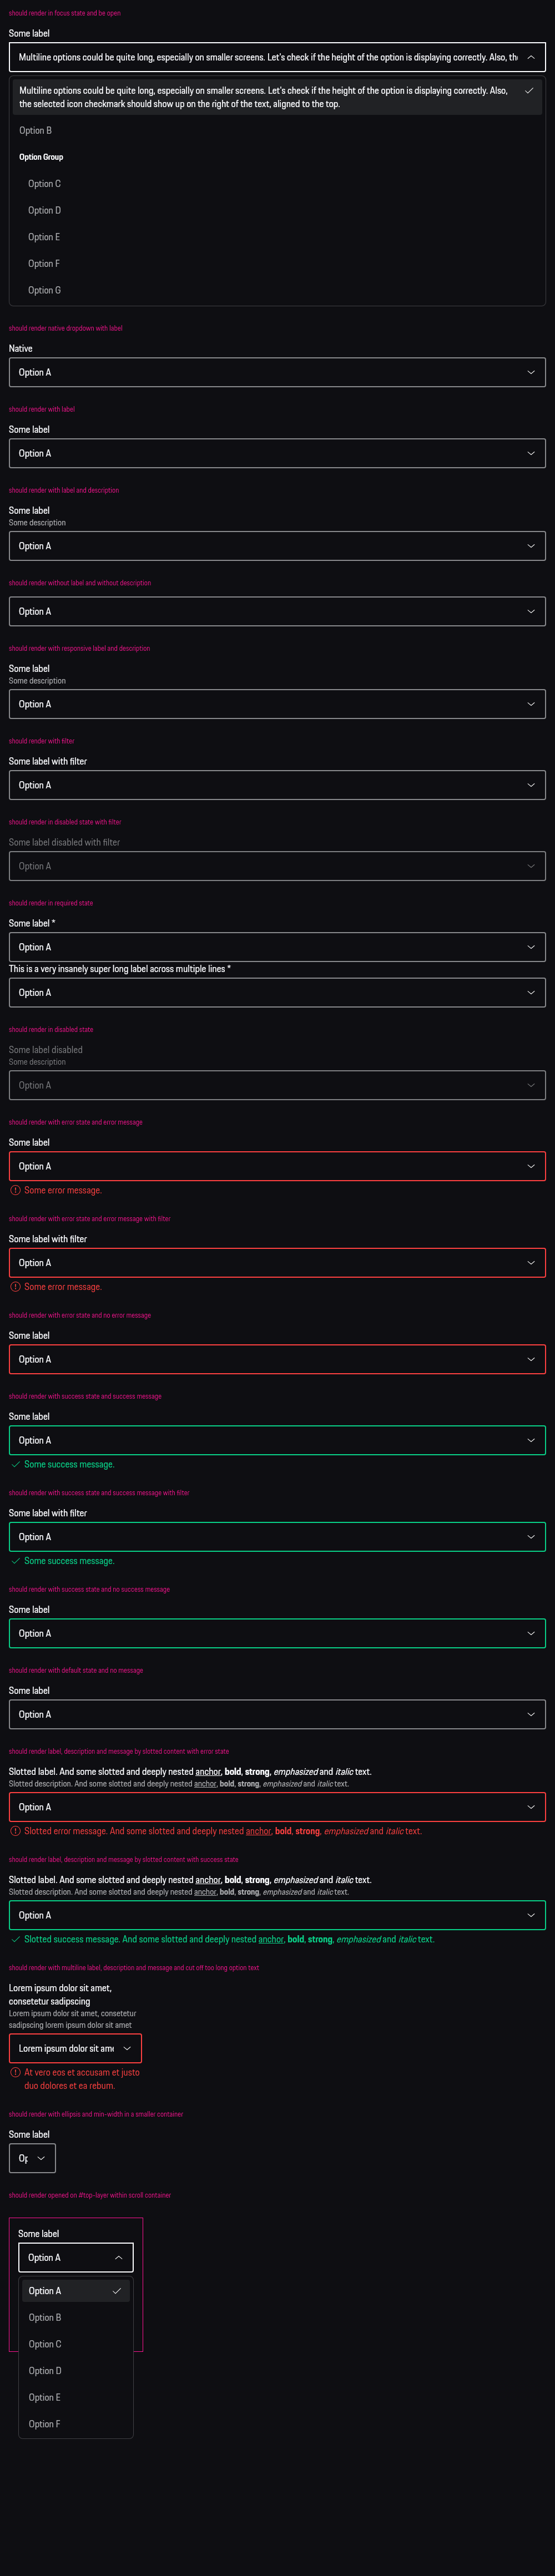 should render in focus state and be open
Some label
Multiline options could be quite long, especially on smaller screens. Let's check if the height of the option is displaying correctly. Also, the
Multiline options could be quite long, especially on smaller screens. Let's check if the height of the option is displaying correctly. Also,
the selected icon checkmark should show up on the right of the text, aligned to the top.
Option B
Option Group
Option C
Option D
Option E
Option F
Option G
should render native dropdown with label
Native
Option A
should render with label
Some label
Option A
should render with label and description
Some label
Some description
Option A
should render without label and without description
Option A
should render with responsive label and description
Some label
Some description
Option A
should render with filter
Some label with filter
Option A
should render in disabled state with filter
Some label disabled with filter
Option A
should render in required state
Some label *
Option A
This is a very insanely super long label across multiple lines *
Option A
should render in disabled state
Some label disabled
Some description
Option A
should render with error state and error message
Some label
Option A
Some error message.
should render with error state and error message with filter
Some label with filter
Option A
Some error message.
should render with error state and no error message
Some label
Option A
should render with success state and success message
Some label
Option A
Some success message.
should render with success state and success message with filter
Some label with filter
Option A
Some success message.
should render with success state and no success message
Some label
Option A
should render with default state and no message
Some label
Option A
should render label, description and message by slotted content with error state
Slotted label. And some slotted and deeply nested anchor, bold, strong, emphasized and italic text.
Slotted description. And some slotted and deeply nested anchor, bold, strong, emphasized and italic text.
Option A
Slotted error message. And some slotted and deeply nested anchor, bold, strong, emphasized and italic text.
should render label, description and message by slotted content with success state
Slotted label. And some slotted and deeply nested anchor, bold, strong, emphasized and italic text.
Slotted description. And some slotted and deeply nested anchor, bold, strong, emphasized and italic text.
Option A
Slotted success message. And some slotted and deeply nested anchor, bold, strong, emphasized and italic text.
should render with multiline label, description and message and cut off too long option text
Lorem ipsum dolor sit amet,
consetetur sadipscing
Lorem ipsum dolor sit amet, consetetur
sadipscing lorem ipsum dolor sit amet
Lorem ipsum dolor sit ame
At vero eos et accusam et justo
duo dolores et ea rebum.
should render with ellipsis and min-width in a smaller container
Some label
Op
should render opened on #top-layer within scroll container
Some label
Option A
Option A
Option B
Option C
Option D
Option E
Option F